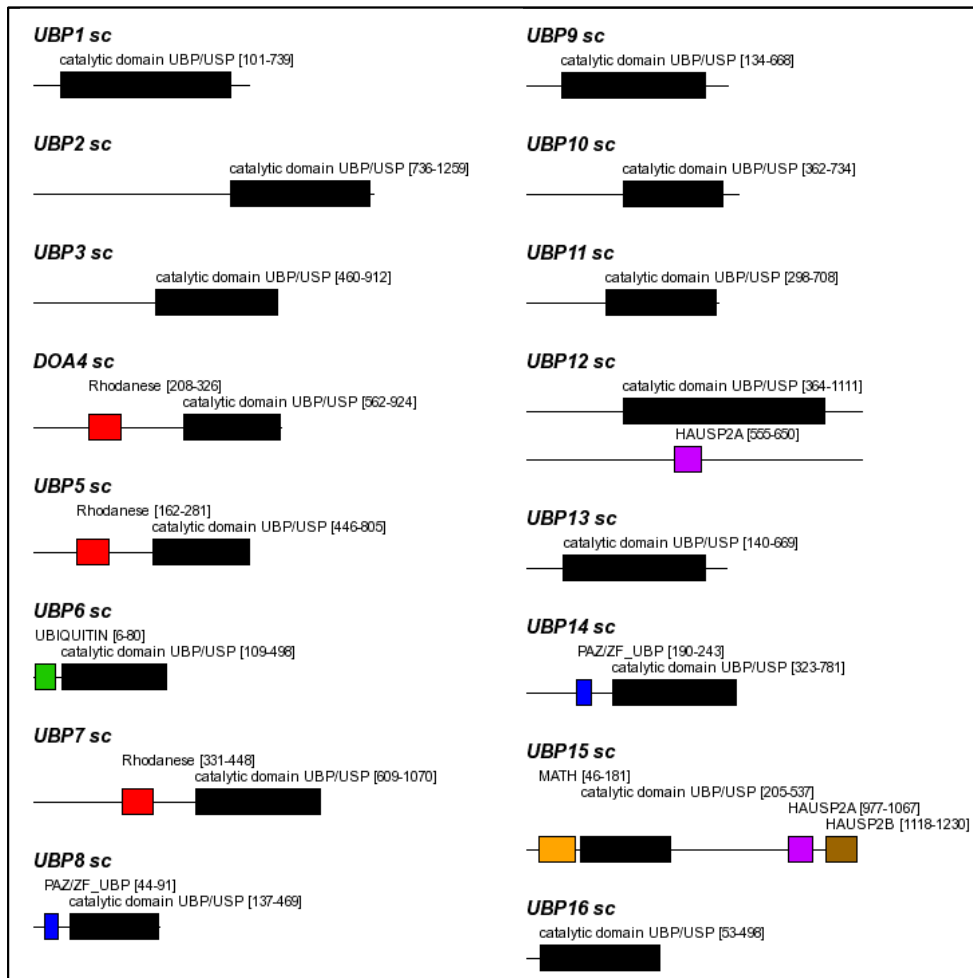 UBP1 sc
catalytic domain UBP/USP [101-739]
UBP2 sc
catalytic domain UBP/USP [736-1259]
UBP3 sc
catalytic domain UBP/USP [460-912]
DOA4 sc
Rhodanese [208-326]
catalytic domain UBP/USP [562-924]
UBP5 sc
Rhodanese [162-281]
catalytic domain UBP/USP [446-805]
UBP6 sc
UBIQUITIN [6-80]
catalytic domain UBP/USP [109-498]
UBP7 sc
Rhodanese [331-448]
catalytic domain UBP/USP [609-1070]
UBP8 sc
PAZ/ZF_UBP [44-91]
catalytic domain UBP/USP [137-469]
UBP9 sc
catalytic domain UBP/USP [134-668]
UBP10 sc
catalytic domain UBP/USP [362-734]
UBP11 sc
catalytic domain UBP/USP [298-708]
UBP12 sc
catalytic domain UBP/USP [364-1111]
HAUSP2A [555-650]
UBP13 sc
catalytic domain UBP/USP [140-669]
UBP14 sc
PAZ/ZF_UBP [190-243]
catalytic domain UBP/USP [323-781]
UBP15 sc
MATH [46-181]
catalytic domain UBP/USP [205-537]
HAUSP2A [977-1067]
HAUSP2B [1118-1230]
UBP16 sc
catalytic domain UBP/USP [53-498]